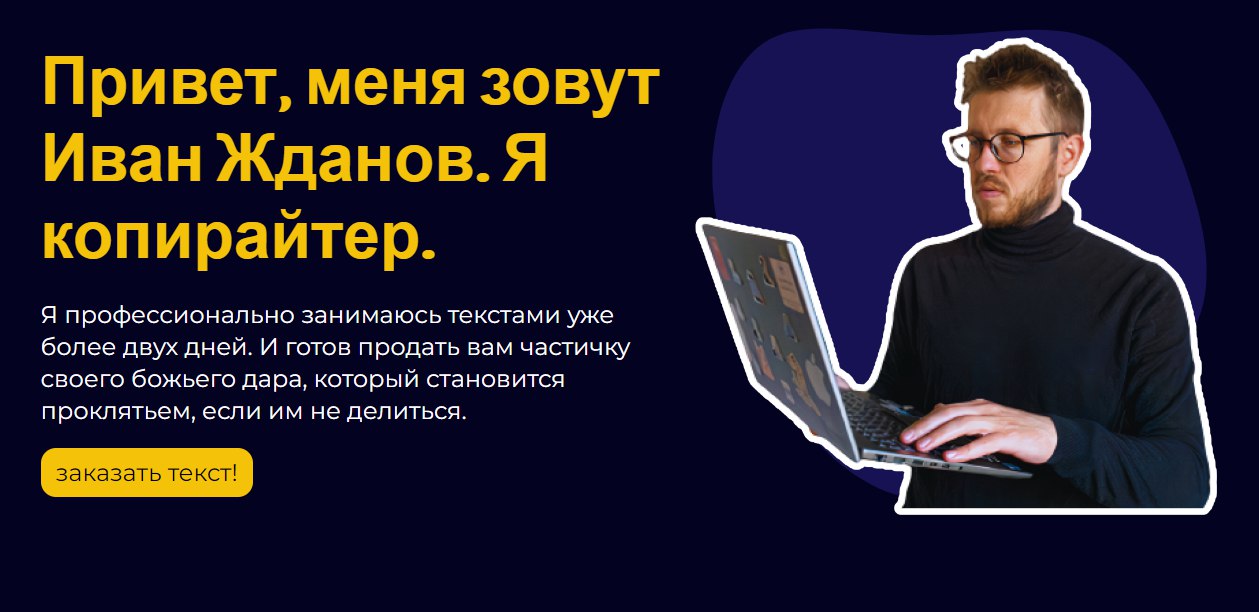 Привет, меня зовут
Иван Жданов. Я
копирайтер.
Я профессионально занимаюсь текстами уже
более двух дней. И готов продать вам частичку
своего божьего дара, который становится
проклятьем, если им не делиться.
заказать текст!